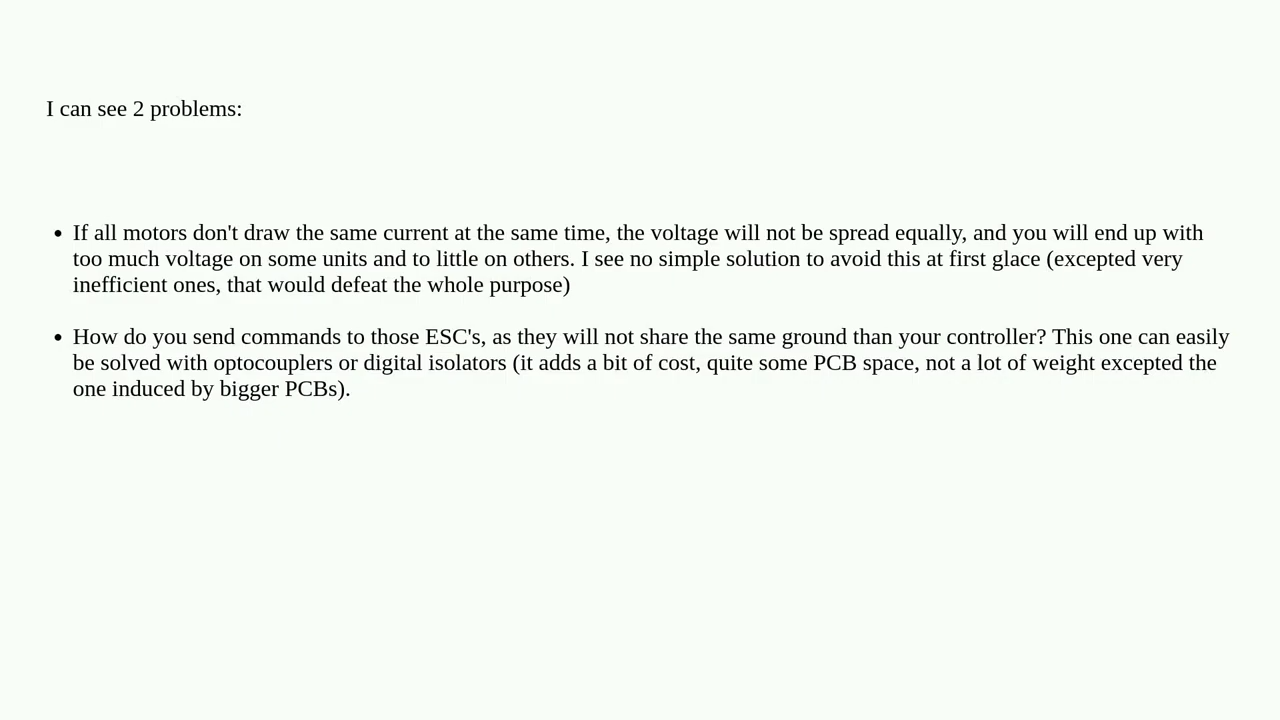 I can see 2 problems:
• If all motors don't draw the same current at the same time, the voltage will not be spread equally, and you will end up with
too much voltage on some units and to little on others. I see no simple solution to avoid this at first glace (excepted very
inefficient ones, that would defeat the whole purpose)
• How do you send commands to those ESC's, as they will not share the same ground than your controller? This one can easily
be solved with optocouplers or digital isolators (it adds a bit of cost, quite some PCB space, not a lot of weight excepted the
one induced by bigger PCBs).